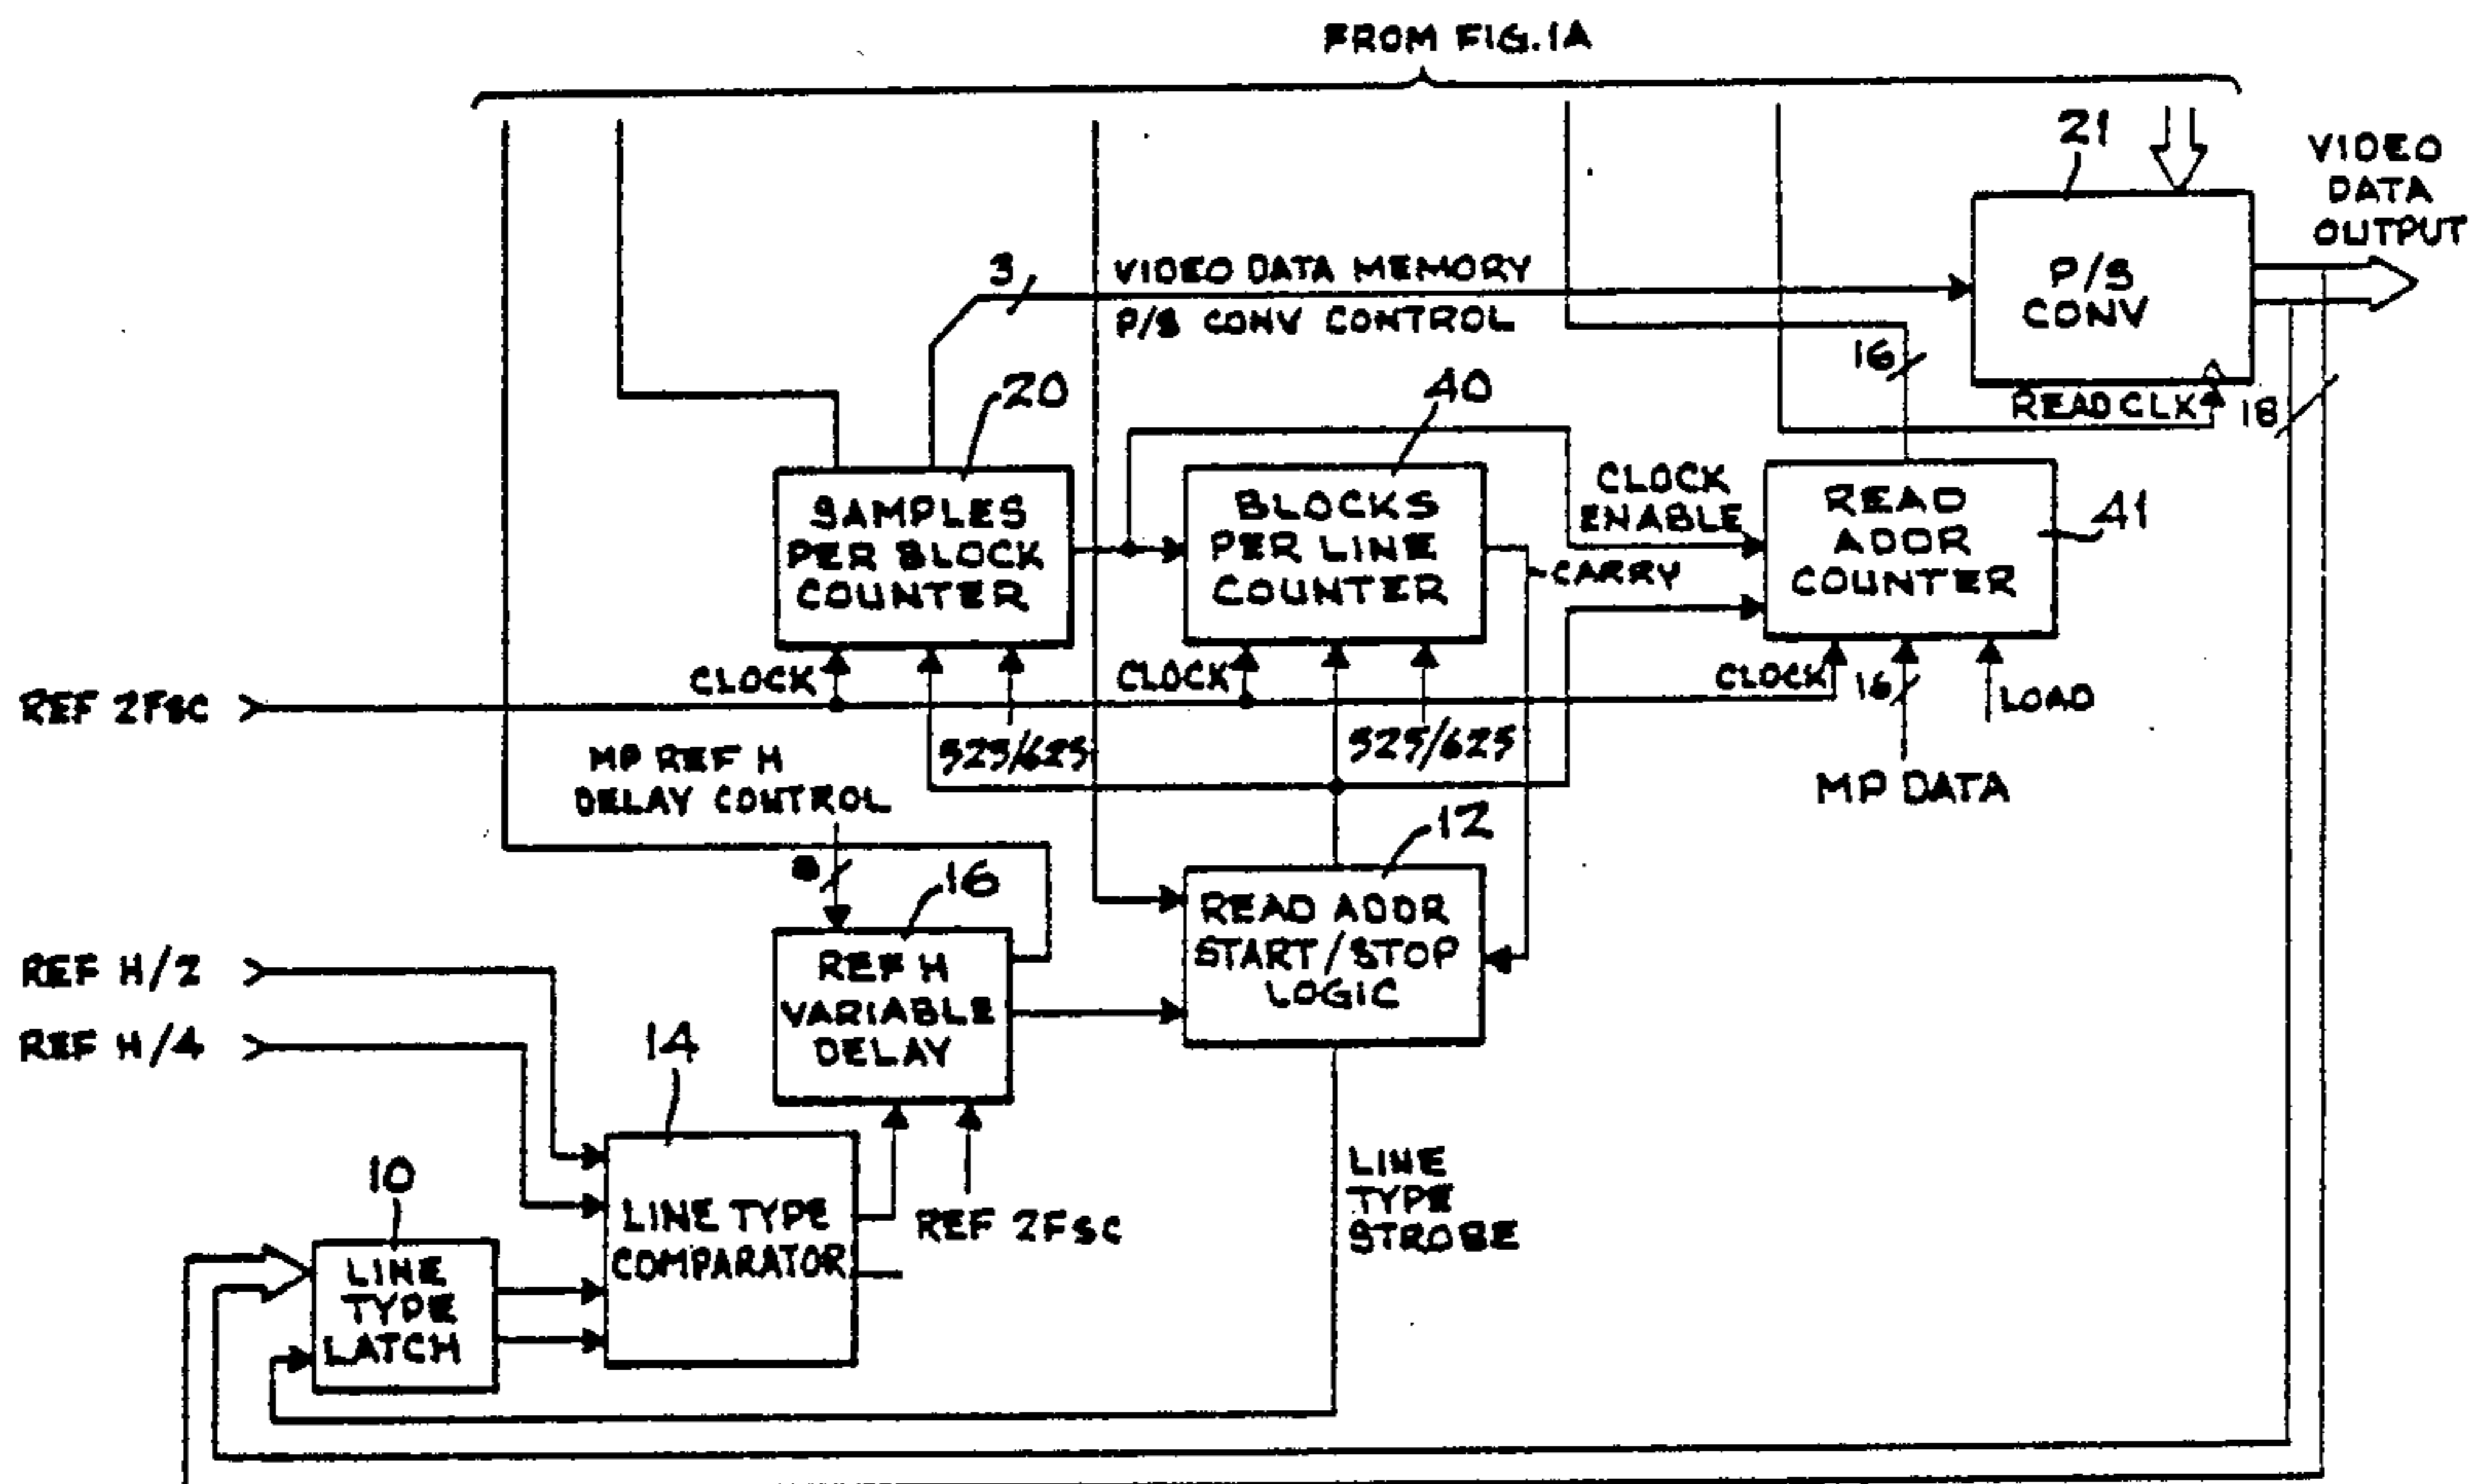 FROM FIG. 1A
21
VIDEO
DATA
OUTPUT
P/S
CONV
3
VIDEO DATA MEMORY
P/S CONV CONTROL
16
READ CLK
18
20
40
SAMPLES
PER BLOCK
COUNTER
BLOCKS
PER LINE
COUNTER
CLOCK
ENABLE
READ
ADDR
COUNTER
41
CARRY
REF 2FSC
CLOCK
CLOCK
CLOCK
16
LOAD
525/625
525/625
MP DATA
MP REF H
DELAY CONTROL
8
16
12
REF H
VARIABLE
DELAY
READ ADDR
START/STOP
LOGIC
REF H/2
REF H/4
14
LINE TYPE
COMPARATOR
REF 2FSC
LINE
TYPE
STROBE
10
LINE
TYPE
LATCH